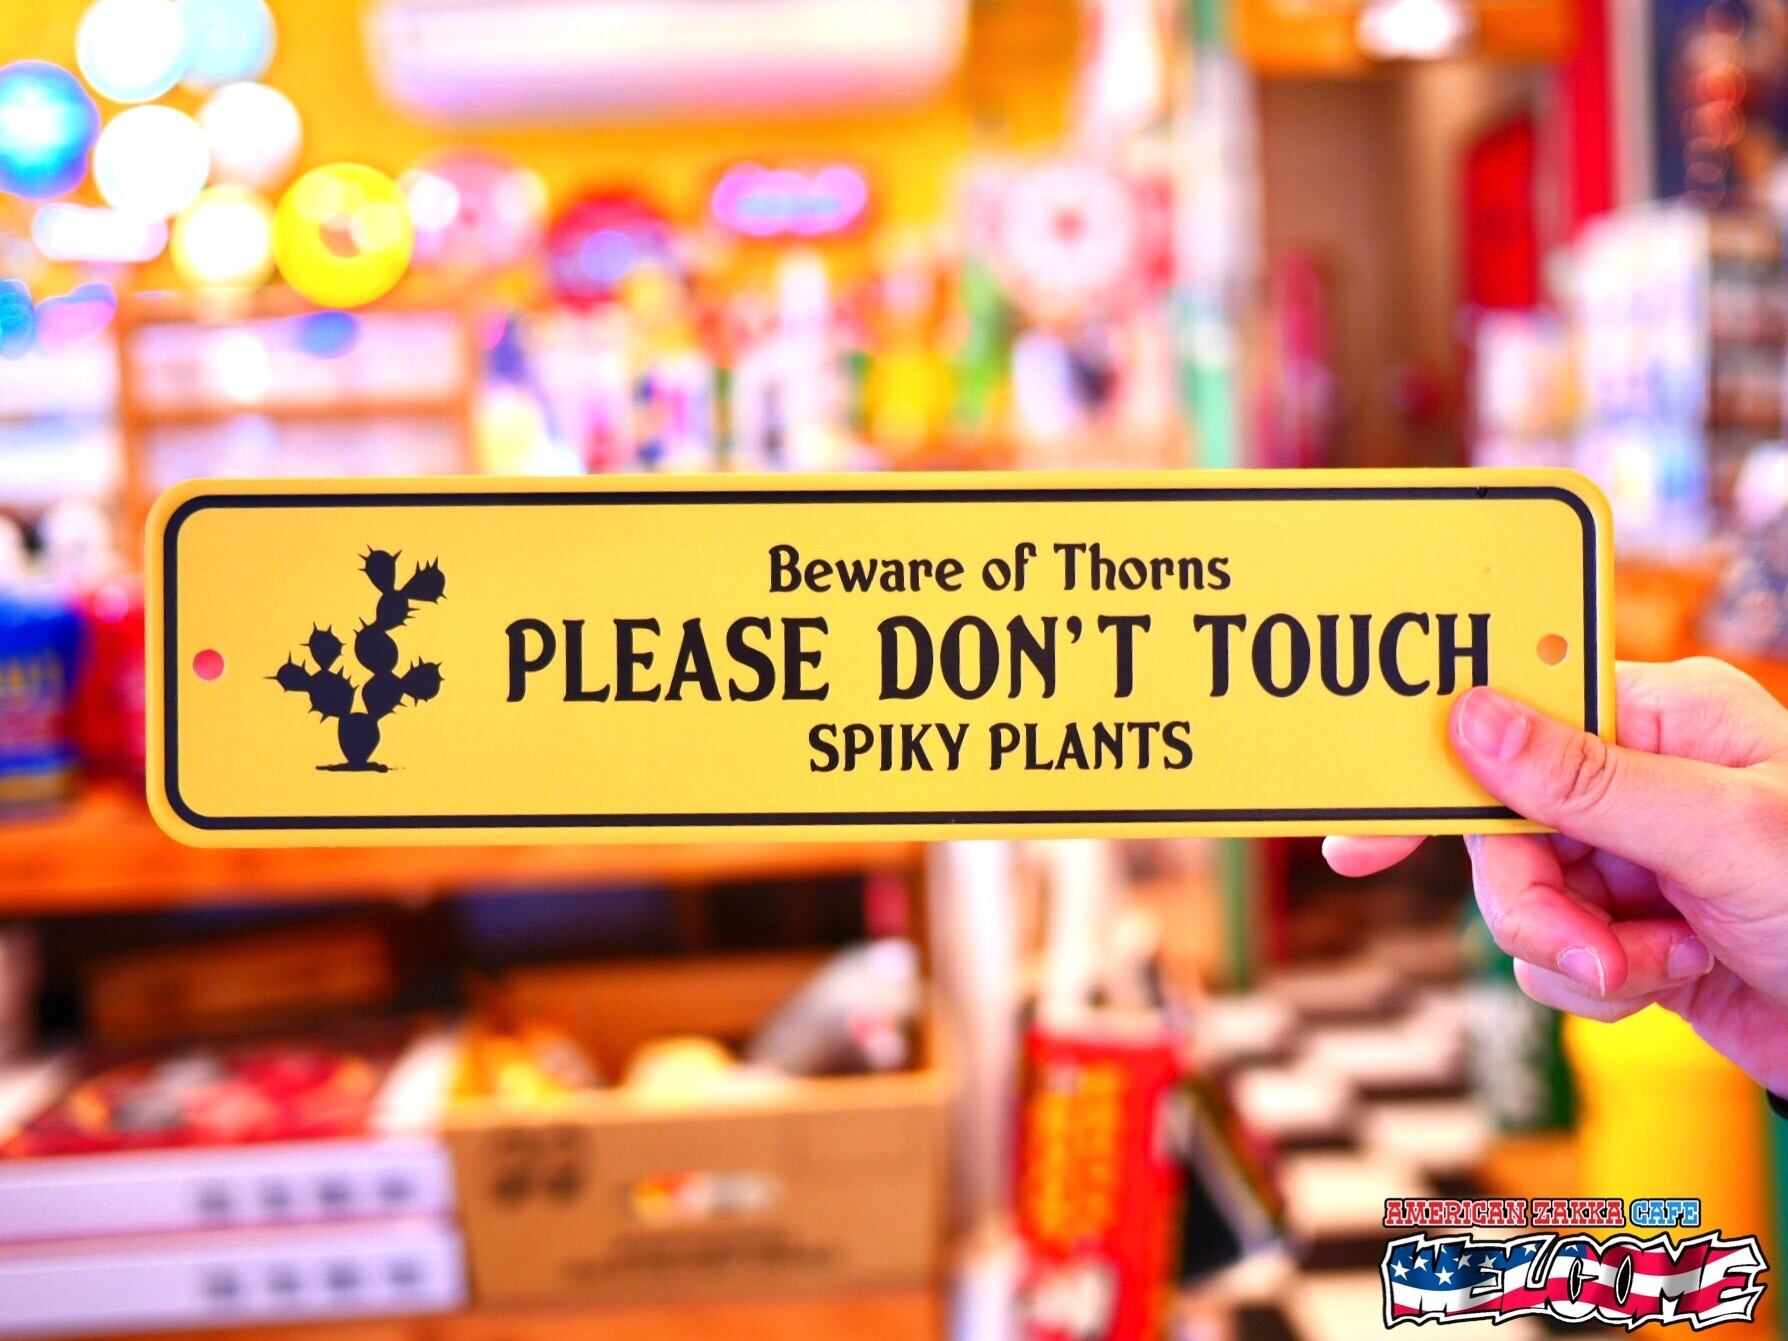 Beware of Thorns
PLEASE DON'T TOUCH
SPIKY PLANTS
AMERICAN ZAKKA CAFE
WELCOME